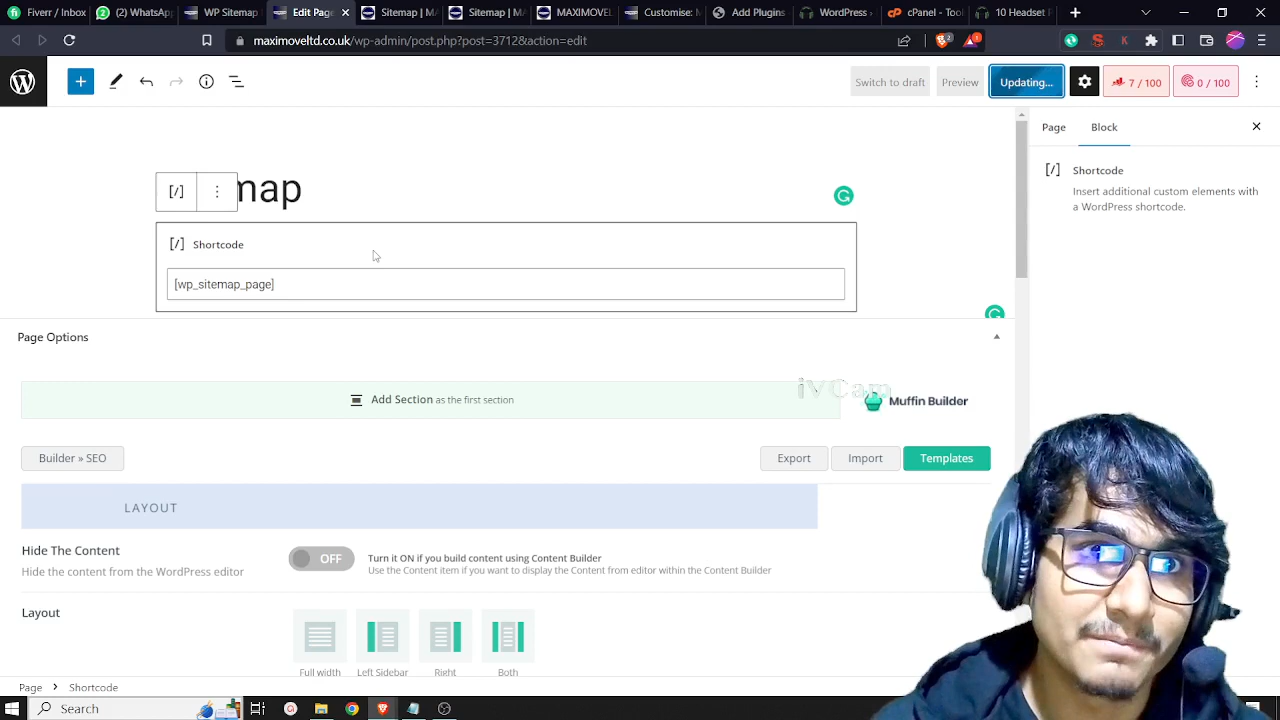 Fiverr / Inbox
(2) WhatsApp
WP Sitemap
Edit Page
Sitemap | MA
Sitemap | MA
MAXIMOVEL
Customise: M
Add Plugins
WordPress
cPanel - Tool
10 Headset
maximoveltd.co.uk/wp-admin/post.php?post=3712&action=edit
Switch to draft
Preview
Updating...
7 / 100
0 / 100
Page
Block
Shortcode
Insert additional custom elements with
a WordPress shortcode.
map
[/] Shortcode
[wp_sitemap_page]
Page Options
ivCam
Add Section as the first section
Muffin Builder
Builder » SEO
Export
Import
Templates
LAYOUT
Hide The Content
Hide the content from the WordPress editor
OFF
Turn it ON if you build content using Content Builder
Use the Content item if you want to display the Content from editor within the Content Builder
Layout
Full width
Left Sidebar
Right
Both
Page > Shortcode
Search